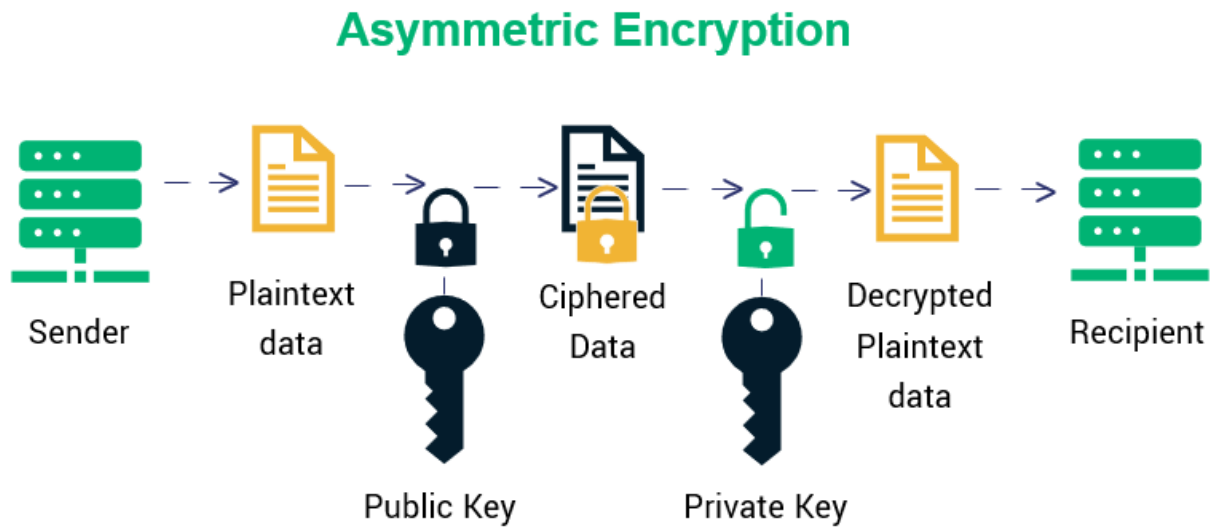 Asymmetric Encryption
Sender
Plaintext
data
Public Key
Ciphered
Data
Private Key
Decrypted
Plaintext
data
Recipient